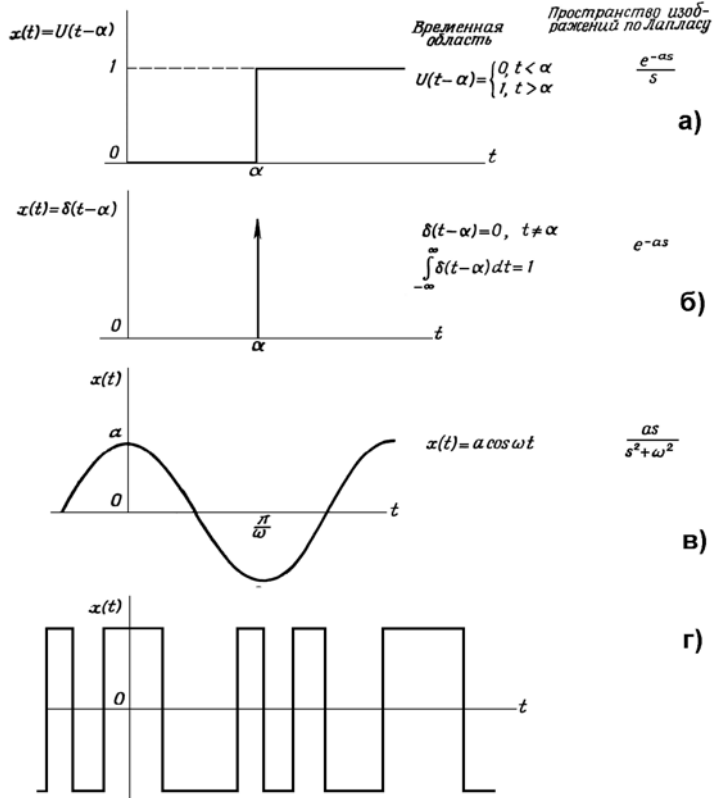 x(t)=U(t-α)
Временная область
Пространство изоб-
ражений по Лапласу
1
U(t-α)={0, t<α
1, t>α
e^{-as}/s
а)
0
α
t
x(t)=δ(t-α)
δ(t-α)=0, t≠α
∫_{-∞}^{∞} δ(t-α)dt=1
e^{-as}
б)
0
α
t
x(t)
a
x(t)=a cos ωt
as/(s²+ω²)
0
π/ω
t
в)
x(t)
г)
0
t